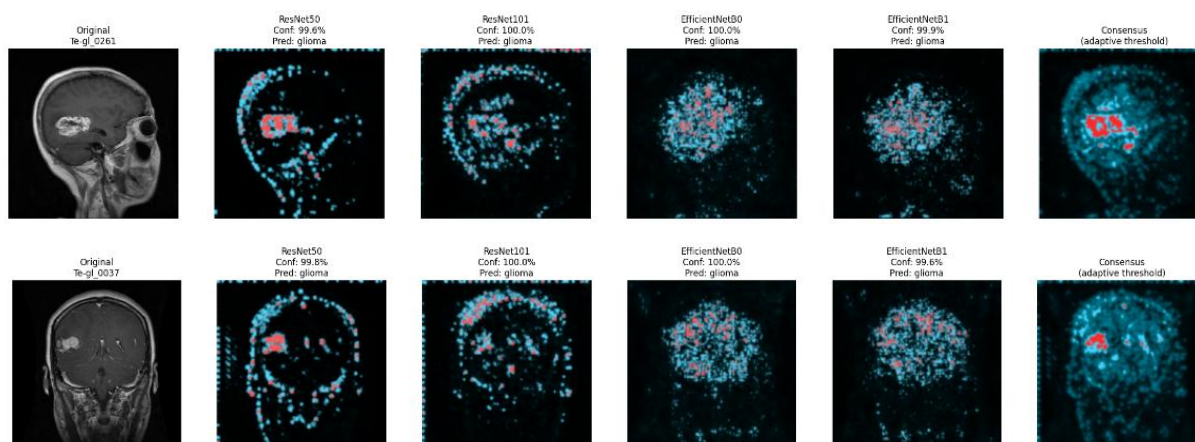 Original
Te-gl_0261
ResNet50
Conf: 99.6%
Pred: glioma
ResNet101
Conf: 100.0%
Pred: glioma
EfficientNetB0
Conf: 100.0%
Pred: glioma
EfficientNetB1
Conf: 99.9%
Pred: glioma
Consensus
(adaptive threshold)
Original
Te-gl_0037
ResNet50
Conf: 99.8%
Pred: glioma
ResNet101
Conf: 100.0%
Pred: glioma
EfficientNetB0
Conf: 100.0%
Pred: glioma
EfficientNetB1
Conf: 99.6%
Pred: glioma
Consensus
(adaptive threshold)